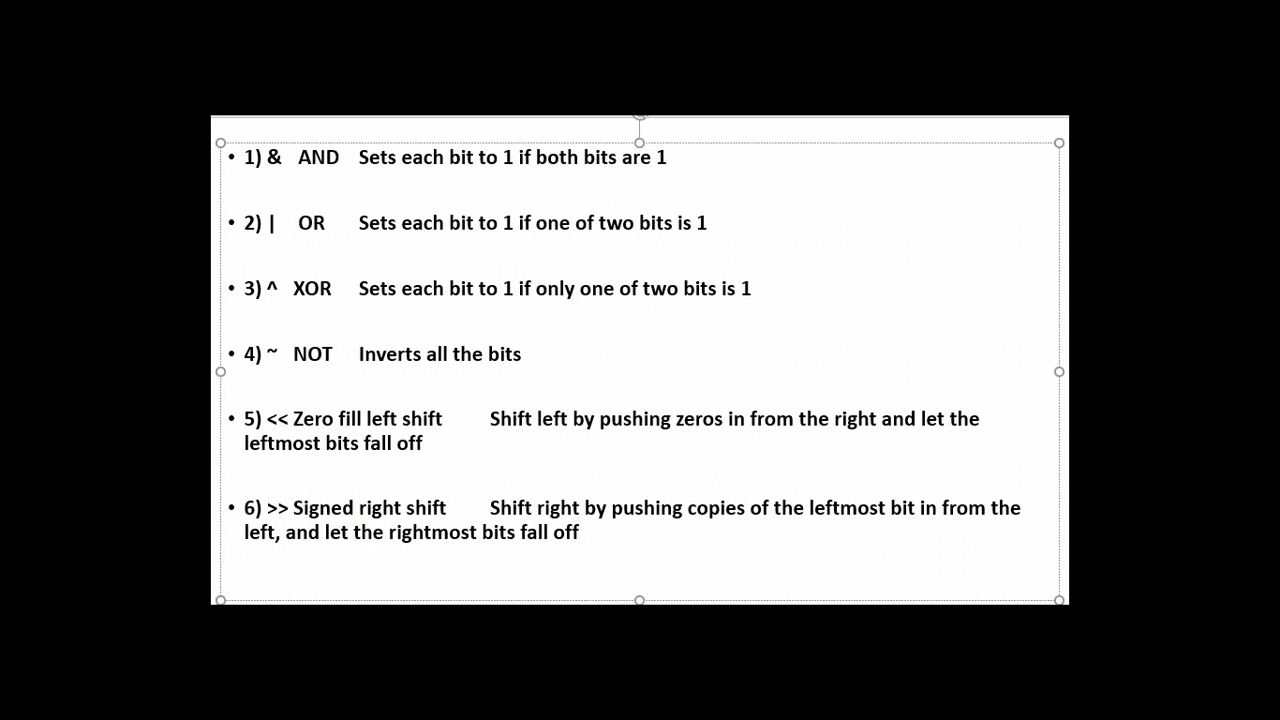 • 1) & AND Sets each bit to 1 if both bits are 1
• 2) | OR Sets each bit to 1 if one of two bits is 1
• 3) ^ XOR Sets each bit to 1 if only one of two bits is 1
• 4) ~ NOT Inverts all the bits
• 5) << Zero fill left shift Shift left by pushing zeros in from the right and let the
leftmost bits fall off
• 6) >> Signed right shift Shift right by pushing copies of the leftmost bit in from the
left, and let the rightmost bits fall off